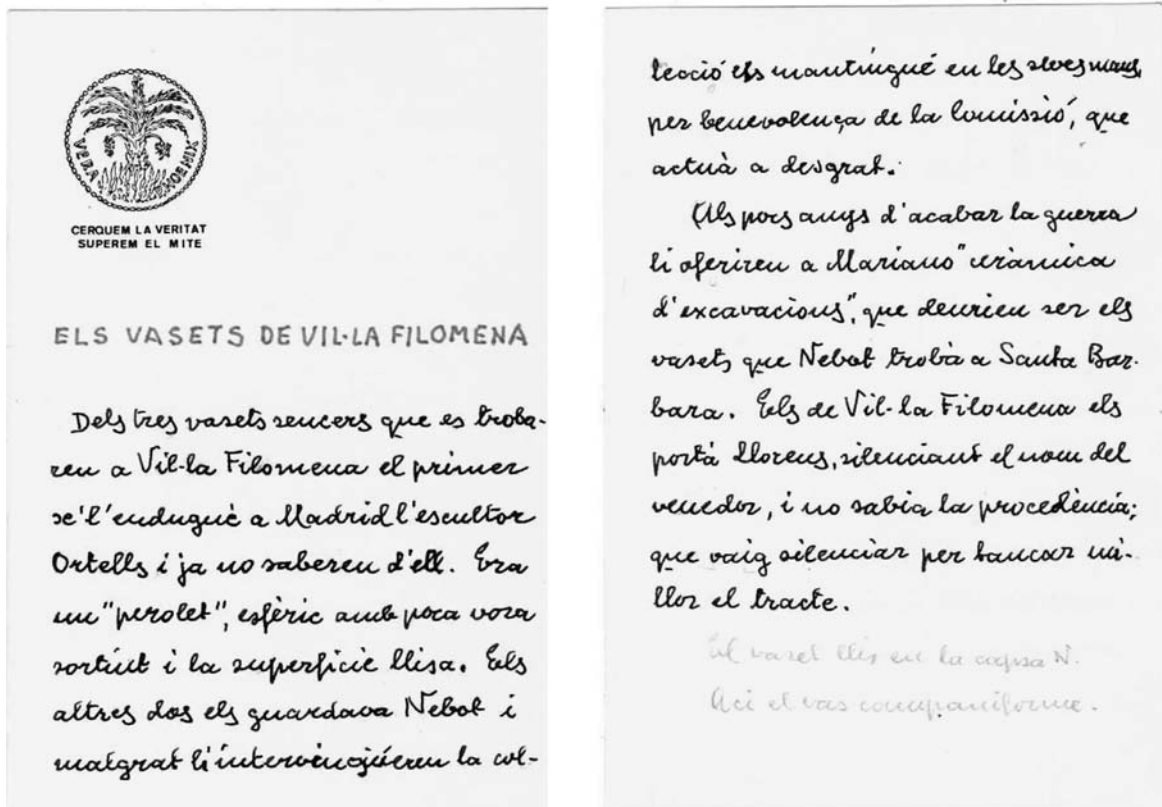 VERA PHOENIX
CERQUEM LA VERITAT
SUPEREM EL MITE
ELS VASETS DE VIL·LA FILOMENA
Dels tres vasets sencers que es troba-
ren a Vil·la Filomena el primer
se'l'endugué a Madrid l'escultor
Ortells i ja no saberen d'ell. Era
un "perolet", esfèric amb poca vora
sortint i la superfície llisa. Els
altres dos els guardava Nebot i
malgrat li intervingúeren la col-
lecció els mantingué en les seves mans,
per benevolença de la Comissió, que
actuà a desgrat.
Als pocs anys d'acabar la guerra
li oferiren a Mariano "ceràmica
d'excavacions", que deurien ser els
vasets que Nebot trobà a Santa Bar-
bara. Els de Vil·la Filomena els
portà Llorens, silenciant el nom del
venedor, i no sabia la procedència;
que vaig silenciar per tancar mi-
llor el tracte.
El vaset llis en la capsa N.
Aci el vas campaniforme.